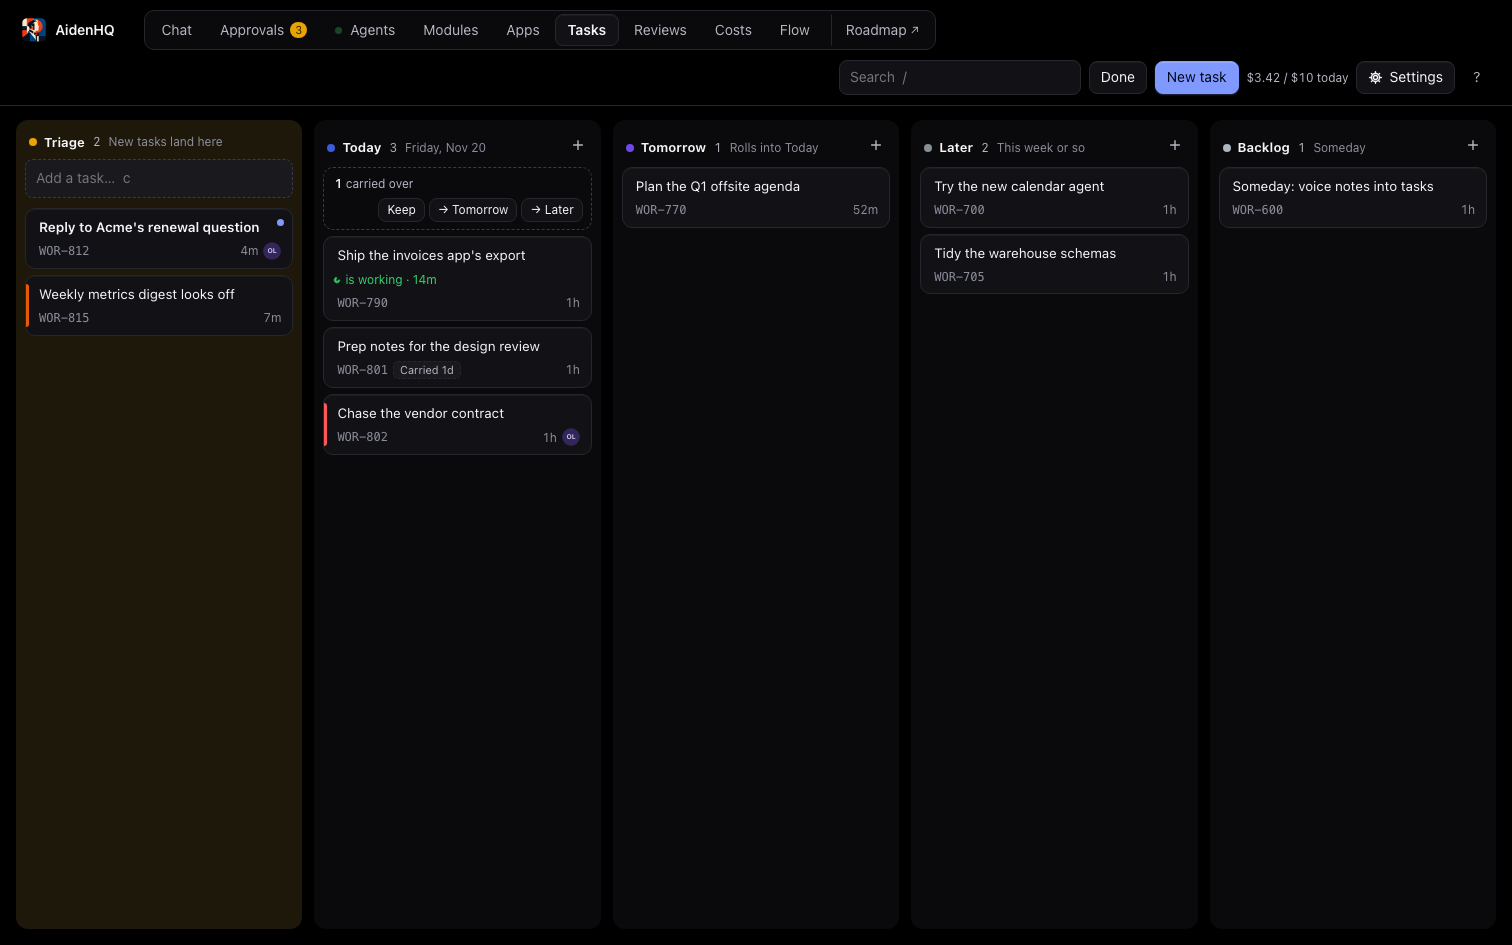 AidenHQ
Chat
Approvals 3
Agents
Modules
Apps
Tasks
Reviews
Costs
Flow
Roadmap ↗
Search /
Done
New task
$3.42 / $10 today
Settings
?
Triage 2 New tasks land here
Add a task... c
Reply to Acme's renewal question
WOR-812 4m OL
Weekly metrics digest looks off
WOR-815 7m
Today 3 Friday, Nov 20 +
1 carried over
Keep → Tomorrow → Later
Ship the invoices app's export
is working · 14m
WOR-790 1h
Prep notes for the design review
WOR-801 Carried 1d 1h
Chase the vendor contract
WOR-802 1h OL
Tomorrow 1 Rolls into Today +
Plan the Q1 offsite agenda
WOR-770 52m
Later 2 This week or so +
Try the new calendar agent
WOR-700 1h
Tidy the warehouse schemas
WOR-705 1h
Backlog 1 Someday +
Someday: voice notes into tasks
WOR-600 1h